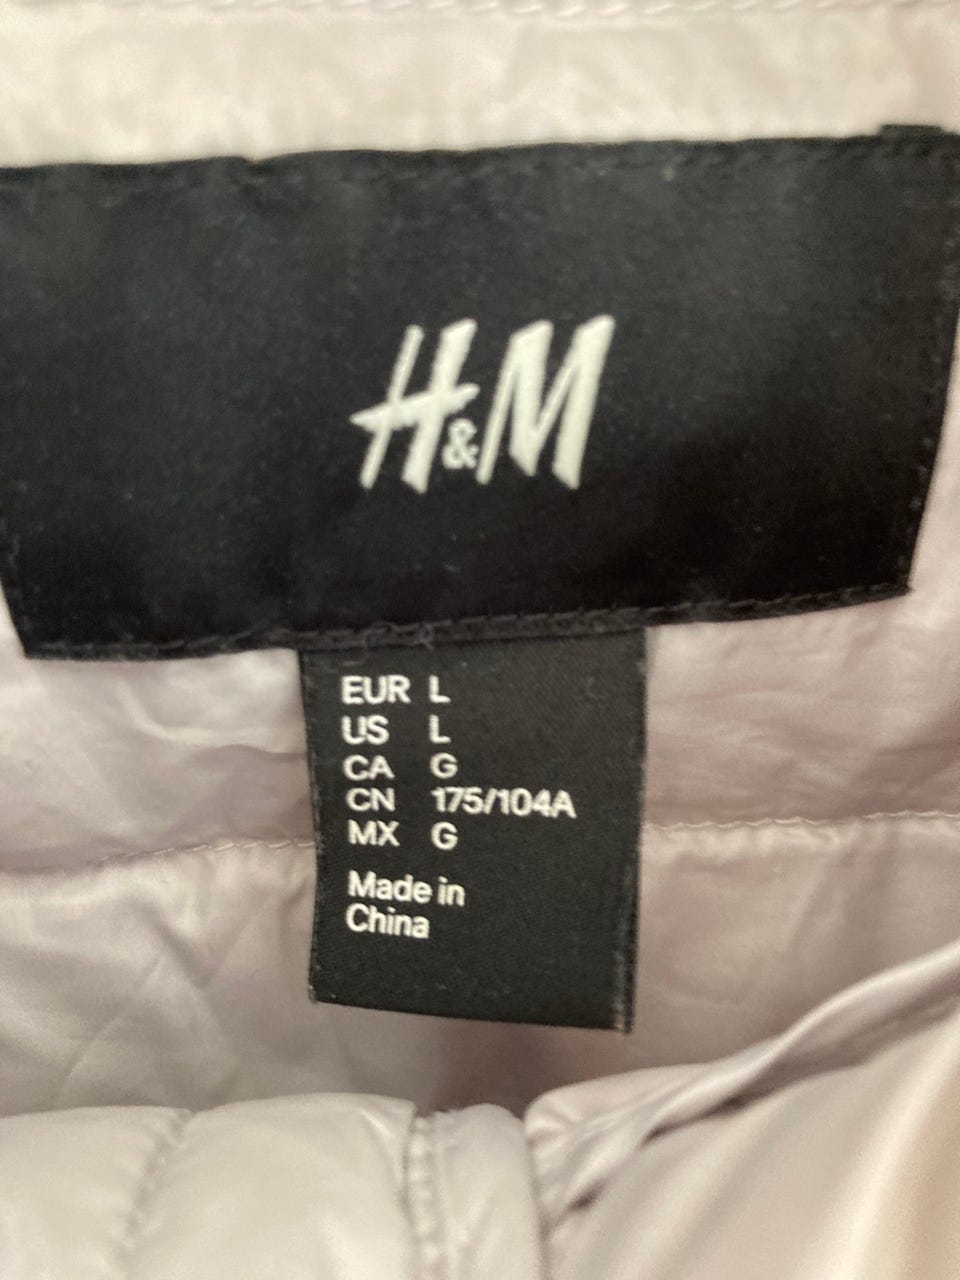 H&M
EUR L
US L
CA G
CN 175/104A
MX G
Made in
China